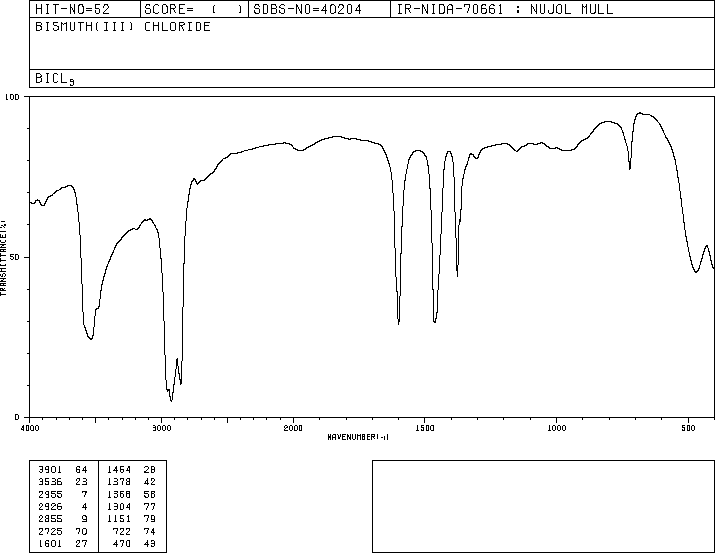 HIT-NO=52 SCORE= ( ) SDBS-NO=40204 IR-NIDA-70661 : NUJOL MULL
BISMUTH(III) CHLORIDE
BICL3
100
50
0
TRANSMITTANCE(%)
4000 3000 2000 1500 1000 500
WAVENUMBER(-1)
3901 64 1464 28
3536 23 1378 42
2955 7 1368 58
2926 4 1304 77
2855 9 1151 79
2725 70 722 74
1601 27 470 43